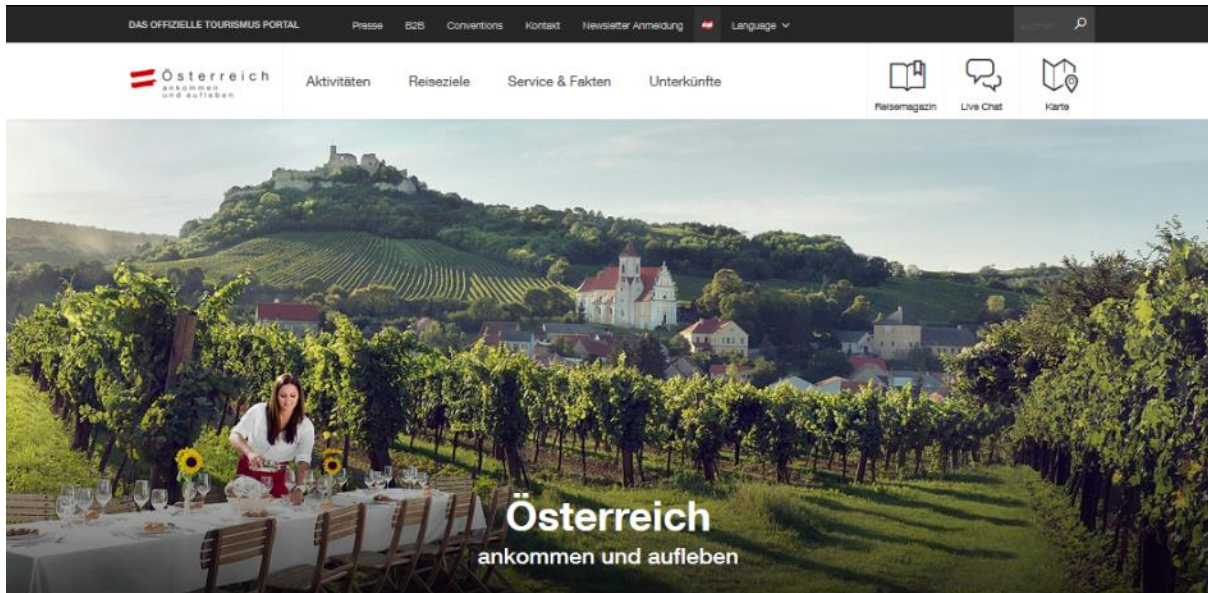 DAS OFFIZIELLE TOURISMUS PORTAL Presse B2B Conventions Kontakt Newsletter Anmeldung Language
Österreich
ankommen
und aufleben
Aktivitäten Reiseziele Service & Fakten Unterkünfte
Reisemagazin Live Chat Karte
Österreich
ankommen und aufleben